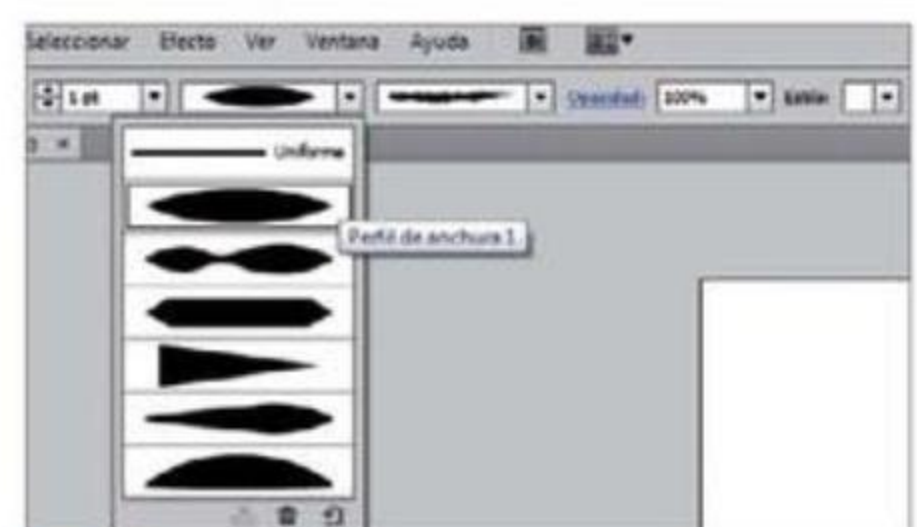 Seleccionar Efecto Ver Ventana Ayuda
1 pt Opacidad: 100% Estilo:
Uniforme
Perfil de anchura 1